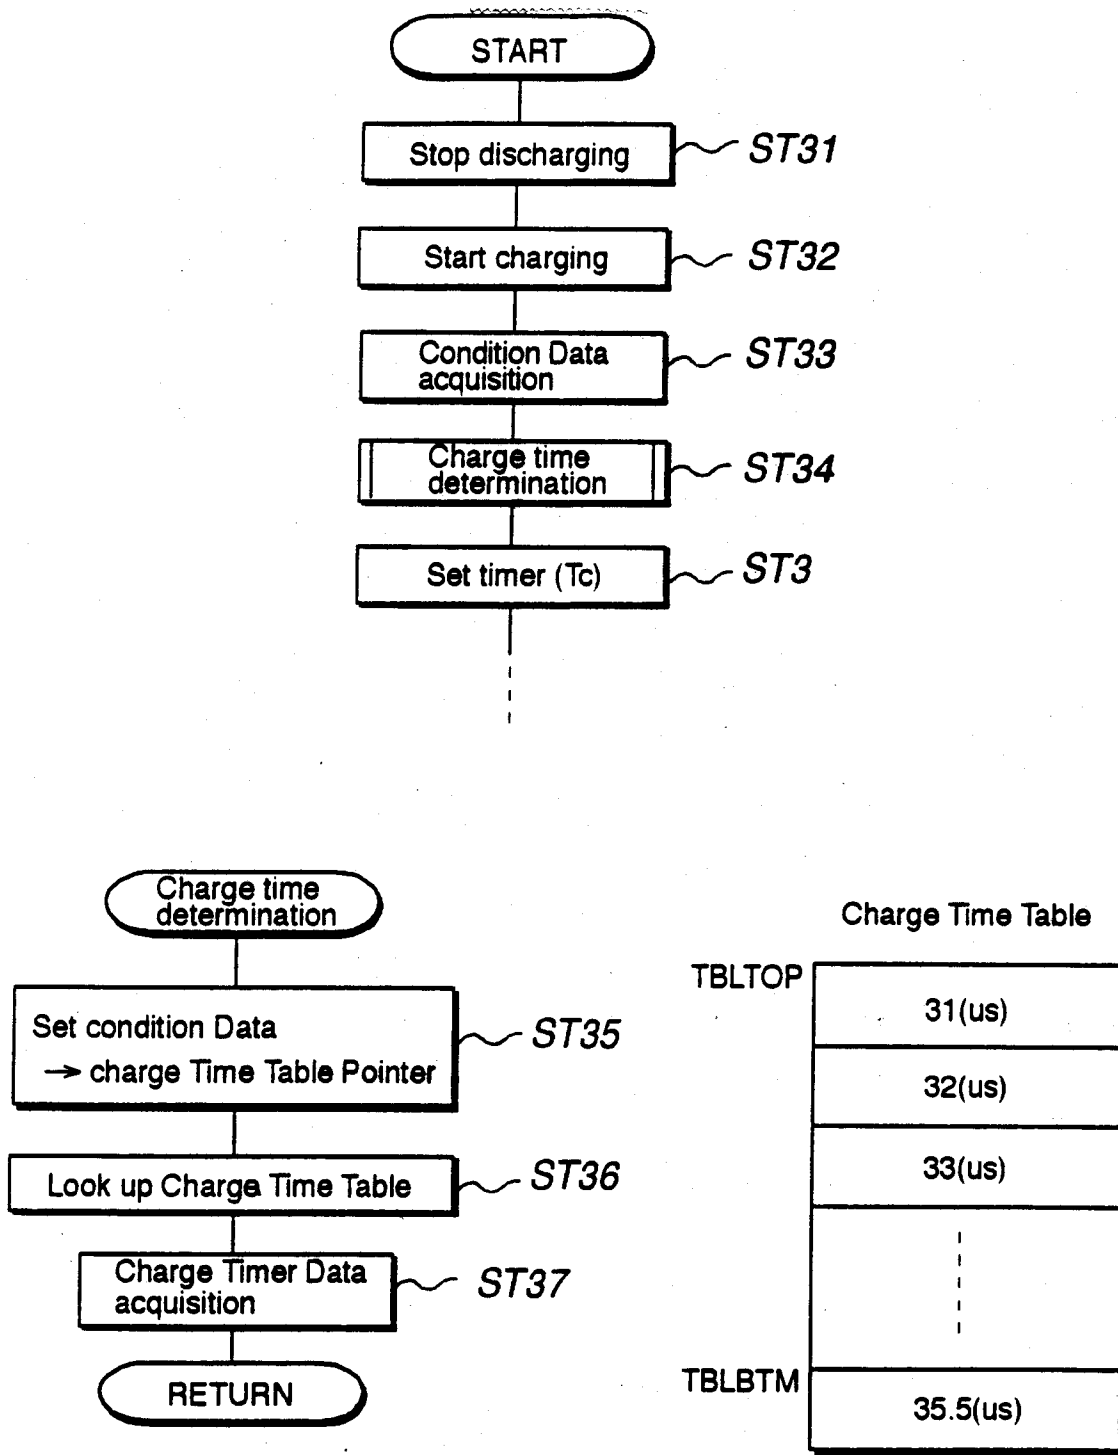 START
Stop discharging
ST31
Start charging
ST32
Condition Data
acquisition
ST33
Charge time
determination
ST34
Set timer (Tc)
ST3
Charge time
determination
Set condition Data
→ charge Time Table Pointer
ST35
Look up Charge Time Table
ST36
Charge Timer Data
acquisition
ST37
RETURN
Charge Time Table
TBLTOP
31(us)
32(us)
33(us)
TBLBTM
35.5(us)